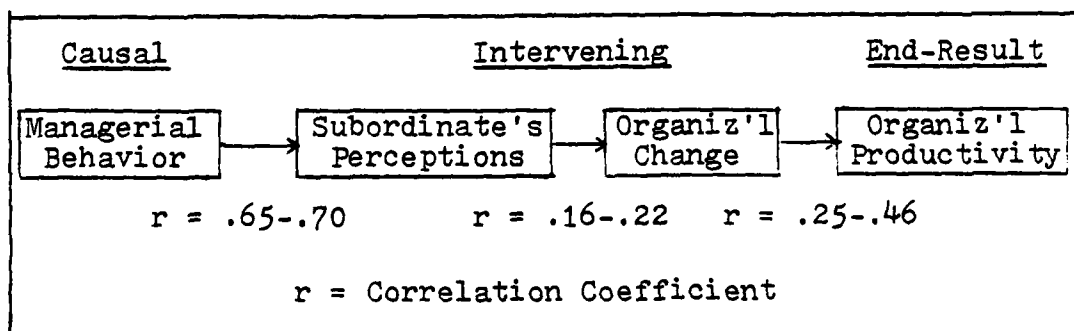 Causal Intervening End-Result
Managerial Behavior
Subordinate's Perceptions
Organiz'l Change
Organiz'l Productivity
r = .65-.70 r = .16-.22 r = .25-.46
r = Correlation Coefficient